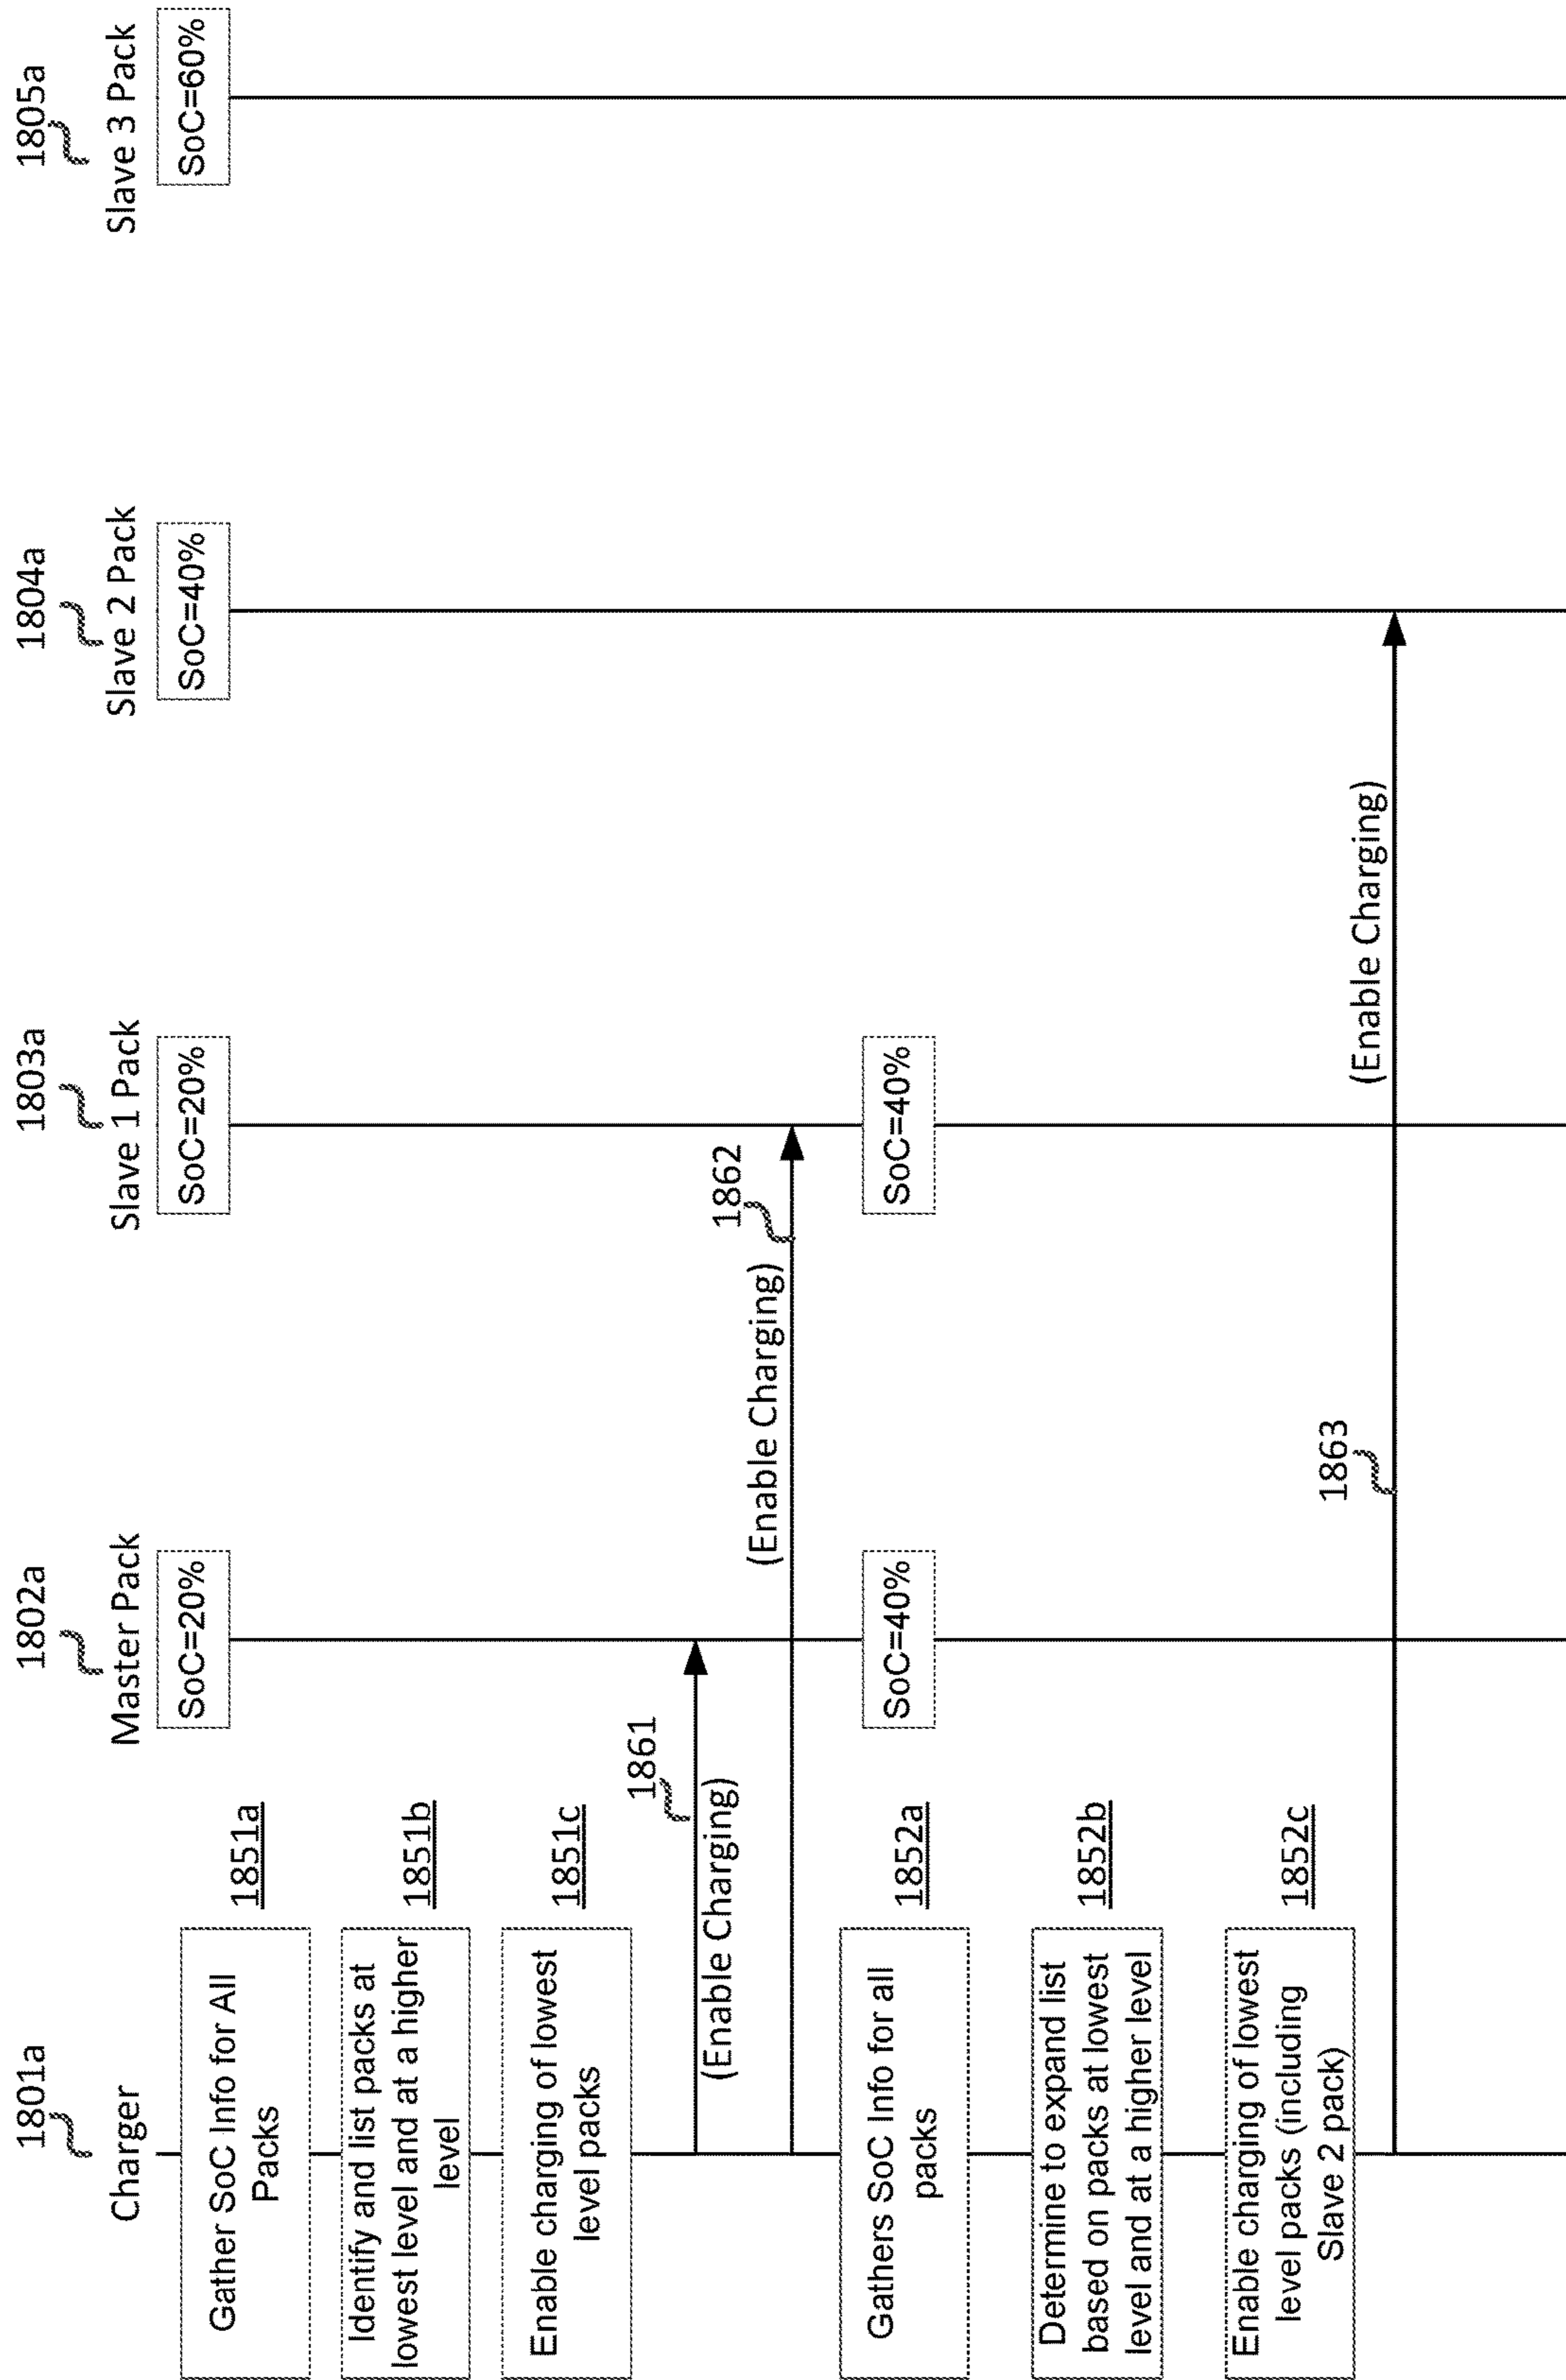 1801a
Charger
1802a
Master Pack
1803a
Slave 1 Pack
1804a
Slave 2 Pack
1805a
Slave 3 Pack
SoC=20%
SoC=20%
SoC=40%
SoC=60%
Gather SoC Info for All
Packs
1851a
Identify and list packs at
lowest level and at a higher
level
1851b
Enable charging of lowest
level packs
1851c
1861
(Enable Charging)
1862
(Enable Charging)
Gathers SoC Info for all
packs
1852a
SoC=40%
SoC=40%
Determine to expand list
based on packs at lowest
level and at a higher level
1852b
Enable charging of lowest
level packs (including
Slave 2 pack)
1852c
1863
(Enable Charging)